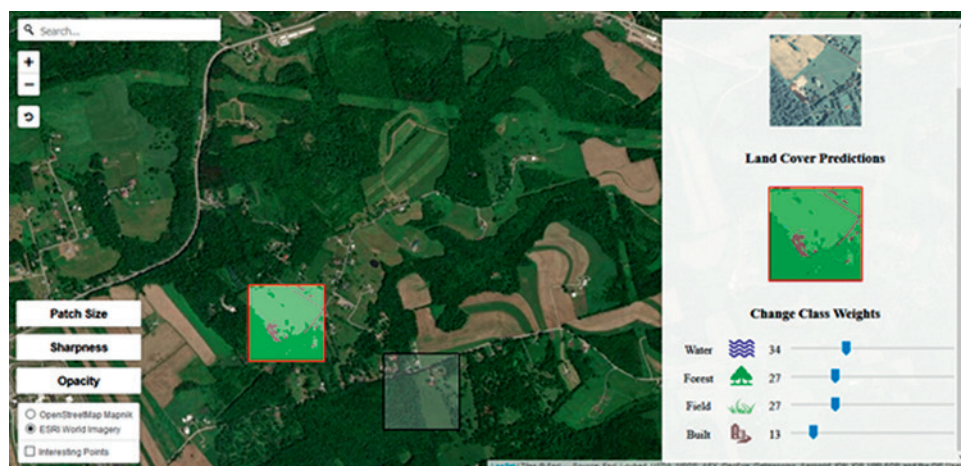 Search...
+
−
Patch Size
Sharpness
Opacity
OpenStreetMap Mapnik
ESRI World Imagery
Interesting Points
Land Cover Predictions
Change Class Weights
Water 34
Forest 27
Field 27
Built 13